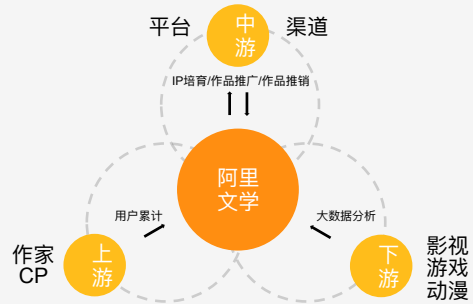 平台
中
游
渠道
IP培育/作品推广/作品推销
阿里
文学
用户累计
大数据分析
作家
CP
上
游
下
游
影视
游戏
动漫